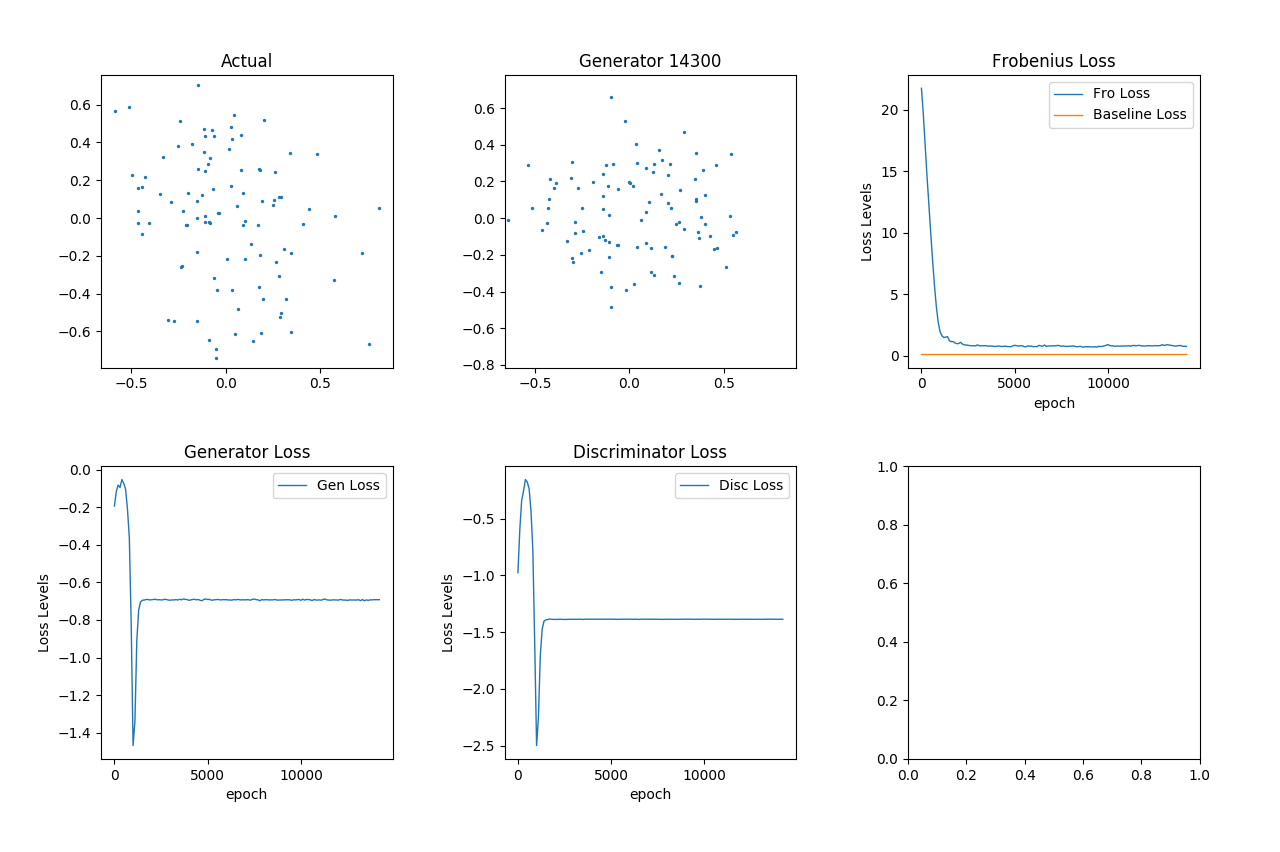 Actual
0.6
0.4
0.2
0.0
−0.2
−0.4
−0.6
−0.5 0.0 0.5
Generator 14300
0.6
0.4
0.2
0.0
−0.2
−0.4
−0.6
−0.8
−0.5 0.0 0.5
Frobenius Loss
Fro Loss
Baseline Loss
Loss Levels
20
15
10
5
0
0 5000 10000
epoch
Generator Loss
Gen Loss
Loss Levels
0.0
−0.2
−0.4
−0.6
−0.8
−1.0
−1.2
−1.4
0 5000 10000
epoch
Discriminator Loss
Disc Loss
Loss Levels
−0.5
−1.0
−1.5
−2.0
−2.5
0 5000 10000
epoch
1.0
0.8
0.6
0.4
0.2
0.0
0.0 0.2 0.4 0.6 0.8 1.0